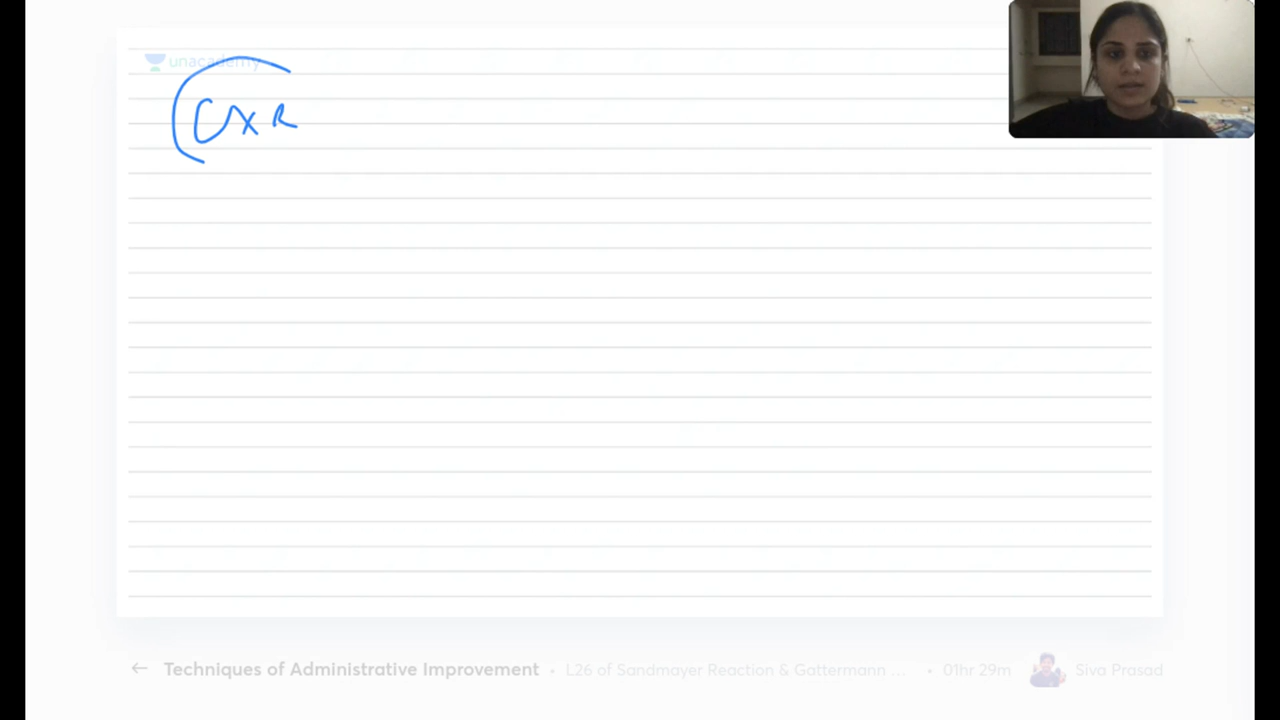 unacademy
CXR
← Techniques of Administrative Improvement • L26 of Sandmayer Reaction & Gattermann ... • 01hr 29m Siva Prasad